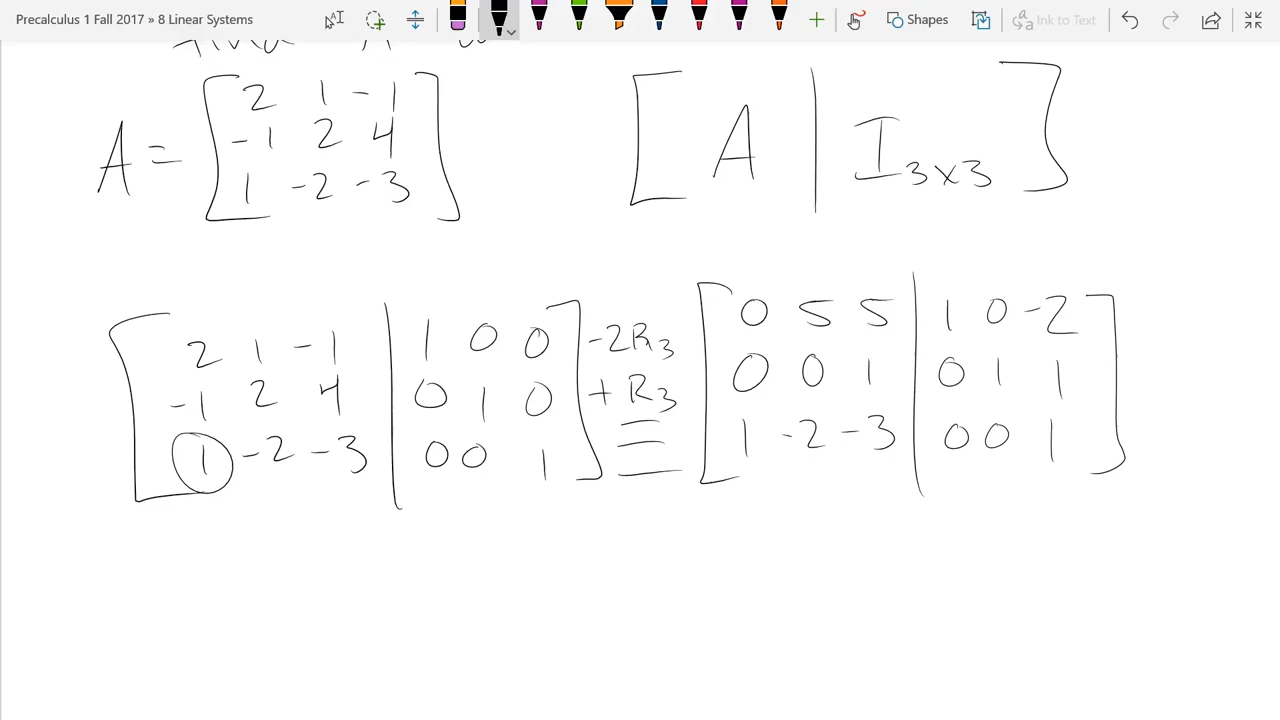 Precalculus 1 Fall 2017 » 8 Linear Systems
Shapes
Ink to Text
A = [ 2 1 -1
-1 2 4
1 -2 -3 ]
[ A | I3x3 ]
[ 2 1 -1 | 1 0 0 ] -2R3
-1 2 4 | 0 1 0 + R3
1 -2 -3 | 0 0 1
[ 0 5 5 | 1 0 -2
0 0 1 | 0 1 1
1 -2 -3 | 0 0 1 ]